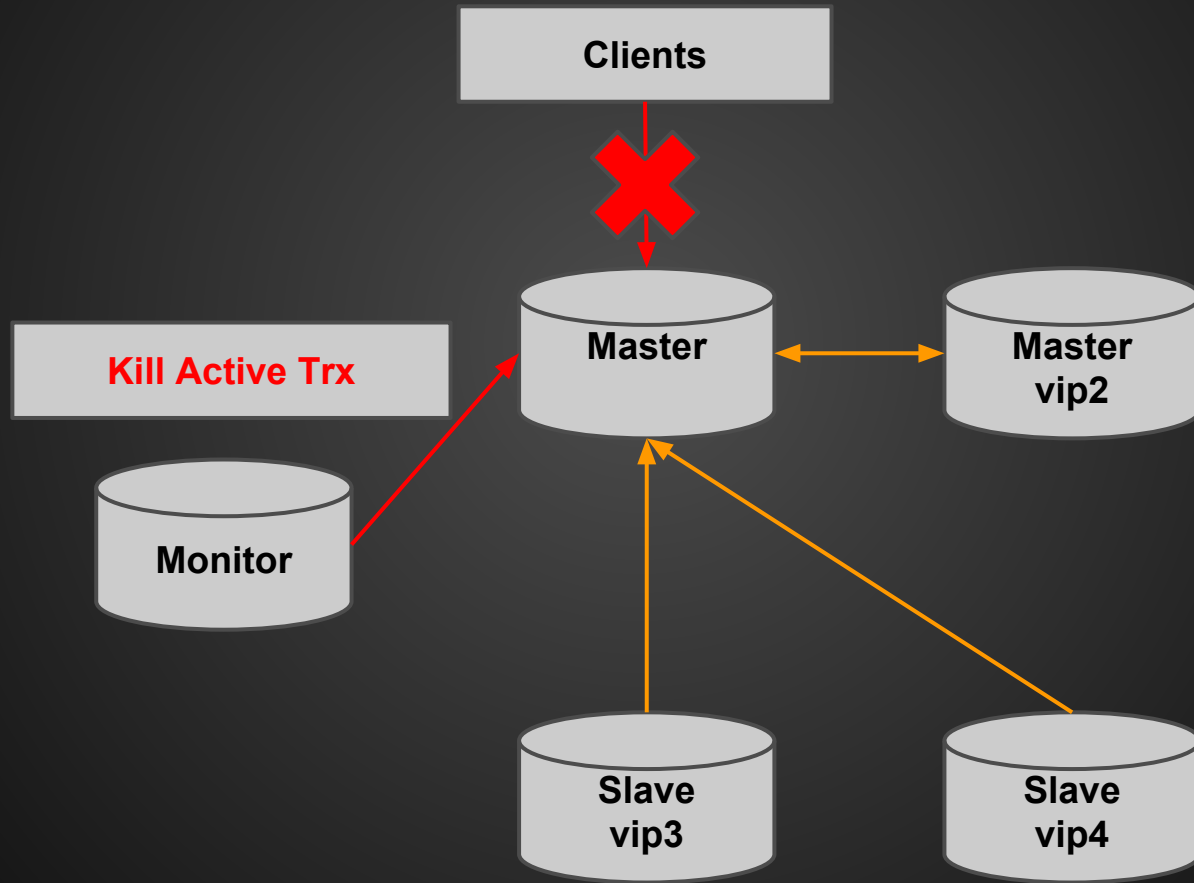 Clients
Master
Master
vip2
Kill Active Trx
Monitor
Slave
vip3
Slave
vip4